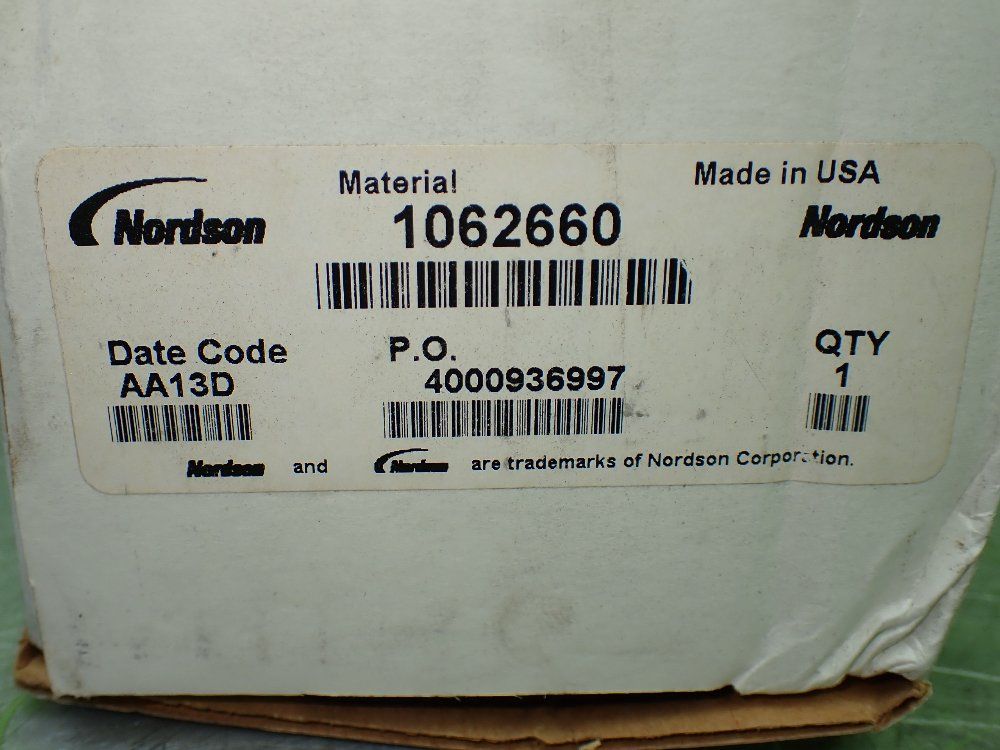 Nordson
Material
1062660
Made in USA
Nordson
Date Code
AA13D
P.O.
4000936997
QTY
1
Nordson and Nordson are trademarks of Nordson Corporation.